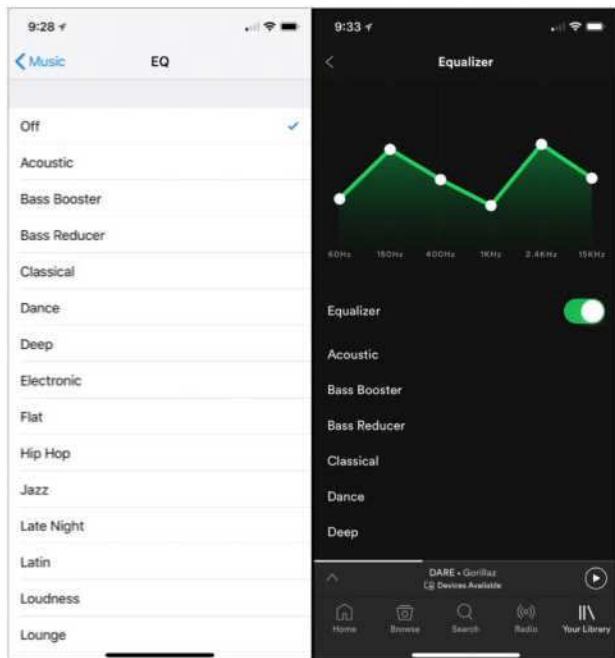 9:28
Music
EQ
Off
Acoustic
Bass Booster
Bass Reducer
Classical
Dance
Deep
Electronic
Flat
Hip Hop
Jazz
Late Night
Latin
Loudness
Lounge
9:33
Equalizer
60Hz 150Hz 400Hz 1KHz 2.4KHz 15KHz
Equalizer
Acoustic
Bass Booster
Bass Reducer
Classical
Dance
Deep
DARE • Gorillaz
Devices Available
Home Browse Search Radio Your Library